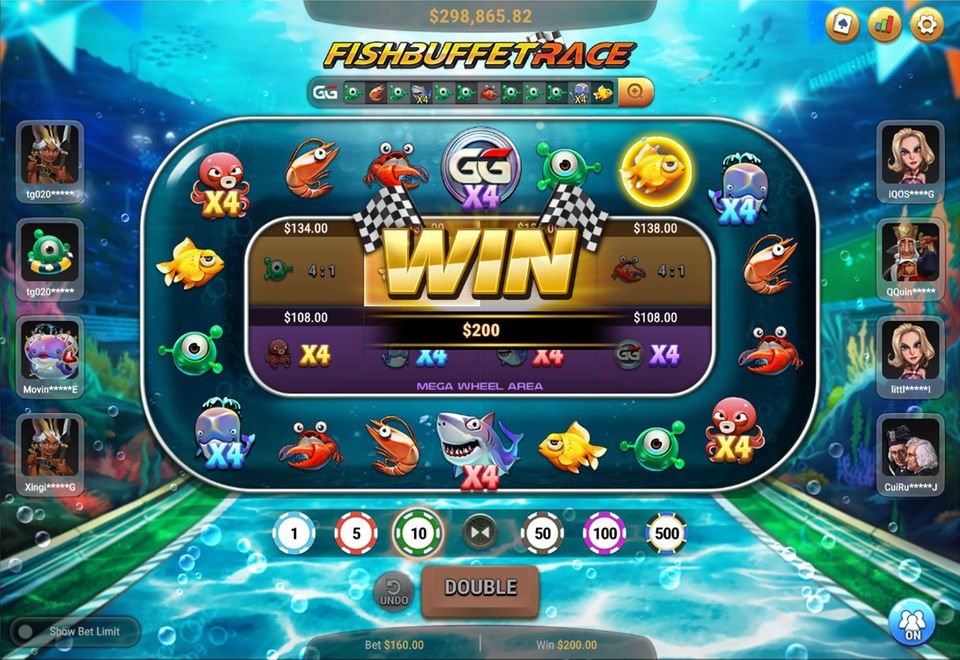 $298,865.82
FISHBUFFETRACE
GG X4 X4
tg020*****
tg020*****
Movin*****E
Xingi*****G
iQOS*****G
QQuin*****
littl*****I
CuiRu*****J
X4
GG
X4
X4
$134.00
$138.00
4:1
4:1
WIN
$200
$108.00
$108.00
X4
X4
X4
GG X4
MEGA WHEEL AREA
X4
X4
X4
1
5
10
50
100
500
UNDO
DOUBLE
Show Bet Limit
Bet $160.00
Win $200.00
ON